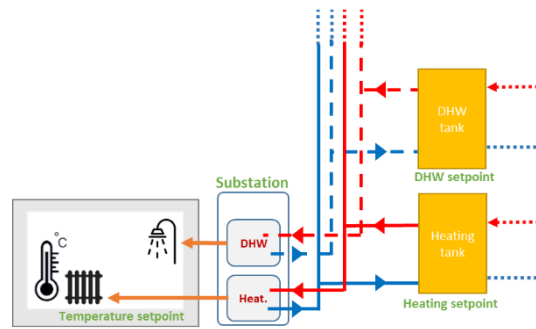 DHW
tank
DHW setpoint
Substation
DHW
°C
Heating
tank
Heat.
Temperature setpoint
Heating setpoint